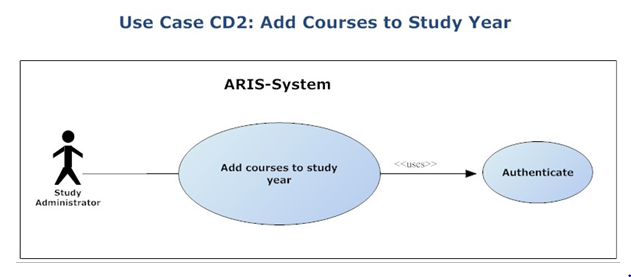 Use Case CD2: Add Courses to Study Year
ARIS-System
<<uses>>
Add courses to study
year
Authenticate
Study
Administrator